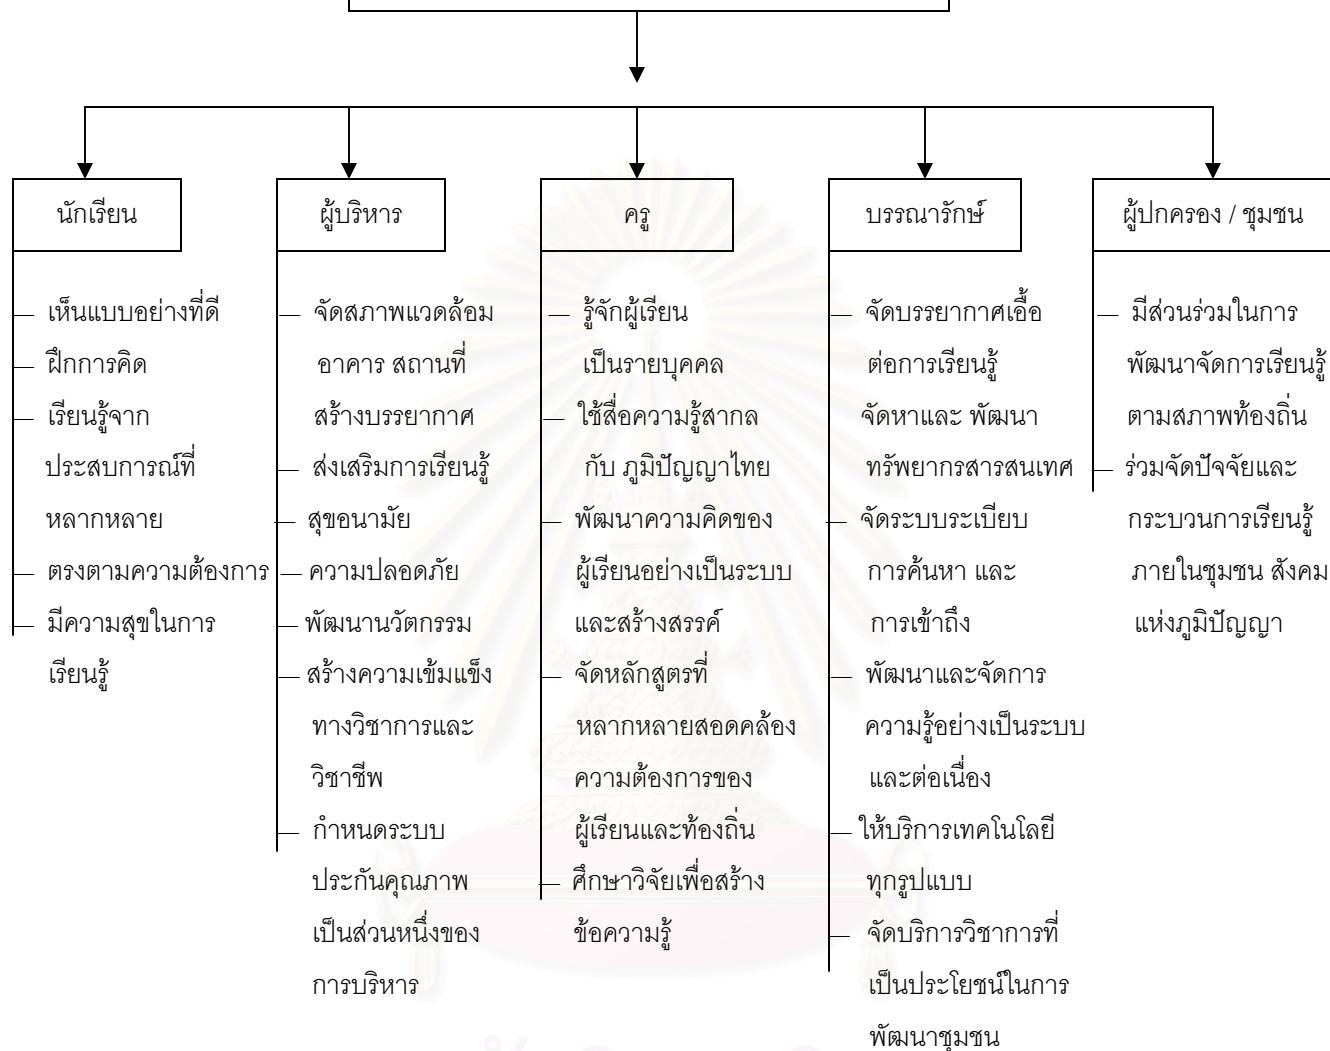 นักเรียน
เห็นแบบอย่างที่ดี
ฝึกการคิด
เรียนรู้จาก
ประสบการณ์ที่
หลากหลาย
ตรงตามความต้องการ
มีความสุขในการ
เรียนรู้
ผู้บริหาร
จัดสภาพแวดล้อม
อาคาร สถานที่
สร้างบรรยากาศ
ส่งเสริมการเรียนรู้
สุขอนามัย
ความปลอดภัย
พัฒนานวัตกรรม
สร้างความเข้มแข็ง
ทางวิชาการและ
วิชาชีพ
กำหนดระบบ
ประกันคุณภาพ
เป็นส่วนหนึ่งของ
การบริหาร
ครู
รู้จักผู้เรียน
เป็นรายบุคคล
ใช้สื่อความรู้สากล
กับ ภูมิปัญญาไทย
พัฒนาความคิดของ
ผู้เรียนอย่างเป็นระบบ
และสร้างสรรค์
จัดหลักสูตรที่
หลากหลายสอดคล้อง
ความต้องการของ
ผู้เรียนและท้องถิ่น
ศึกษาวิจัยเพื่อสร้าง
ข้อความรู้
บรรณารักษ์
จัดบรรยากาศเอื้อ
ต่อการเรียนรู้
จัดหาและ พัฒนา
ทรัพยากรสารสนเทศ
จัดระบบระเบียบ
การค้นหา และ
การเข้าถึง
พัฒนาและจัดการ
ความรู้อย่างเป็นระบบ
และต่อเนื่อง
ให้บริการเทคโนโลยี
ทุกรูปแบบ
จัดบริการวิชาการที่
เป็นประโยชน์ในการ
พัฒนาชุมชน
ผู้ปกครอง / ชุมชน
มีส่วนร่วมในการ
พัฒนาจัดการเรียนรู้
ตามสภาพท้องถิ่น
ร่วมจัดปัจจัยและ
กระบวนการเรียนรู้
ภายในชุมชน สังคม
แห่งภูมิปัญญา